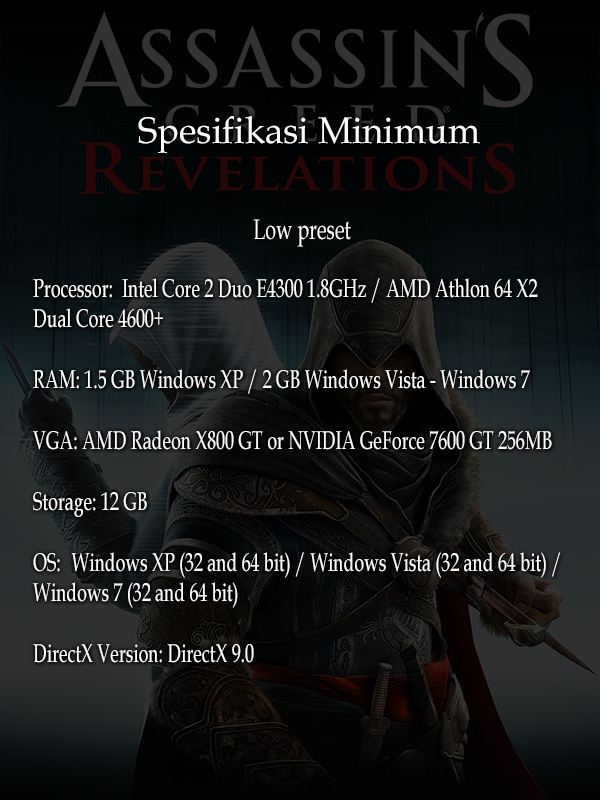 ASSASSIN'S
CREED®
Spesifikasi Minimum
REVELATIONS
Low preset
Processor: Intel Core 2 Duo E4300 1.8GHz / AMD Athlon 64 X2
Dual Core 4600+
RAM: 1.5 GB Windows XP / 2 GB Windows Vista - Windows 7
VGA: AMD Radeon X800 GT or NVIDIA GeForce 7600 GT 256MB
Storage: 12 GB
OS: Windows XP (32 and 64 bit) / Windows Vista (32 and 64 bit) /
Windows 7 (32 and 64 bit)
DirectX Version: DirectX 9.0